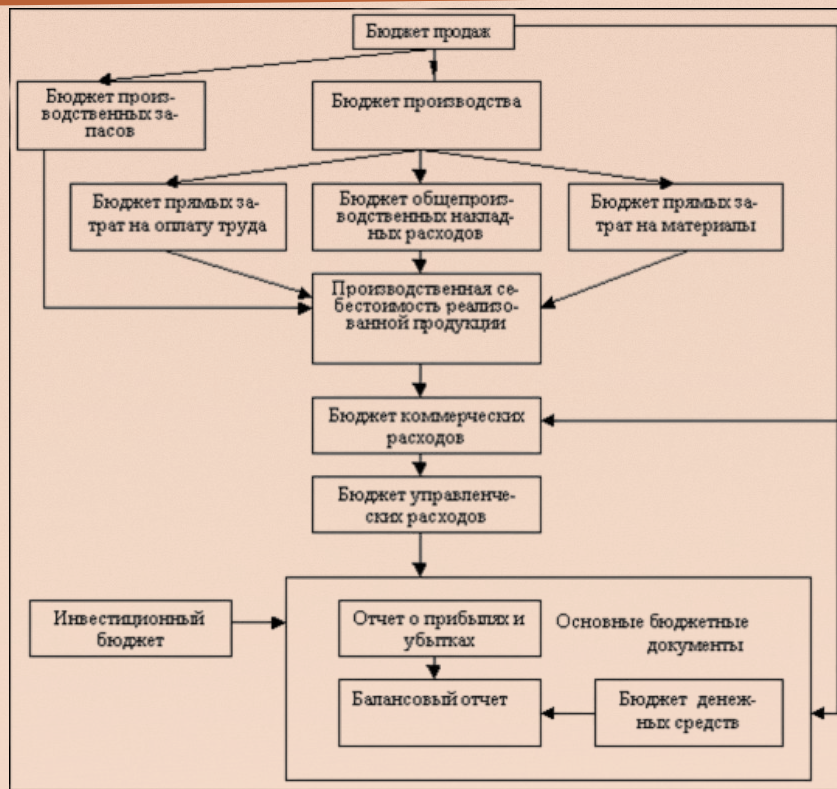 Бюджет продаж
Бюджет произ-
водственных за-
пасов
Бюджет производства
Бюджет прямых за-
трат на оплату труда
Бюджет общепроиз-
водственных наклад-
ных расходов
Бюджет прямых за-
трат на материалы
Производственная се-
бестоимость реализо-
ванной продукции
Бюджет коммерческих
расходов
Бюджет управленче-
ских расходов
Инвестиционный
бюджет
Отчет о прибылях и
убытках
Основные бюджетные
документы
Балансовый отчет
Бюджет денеж-
ных средств